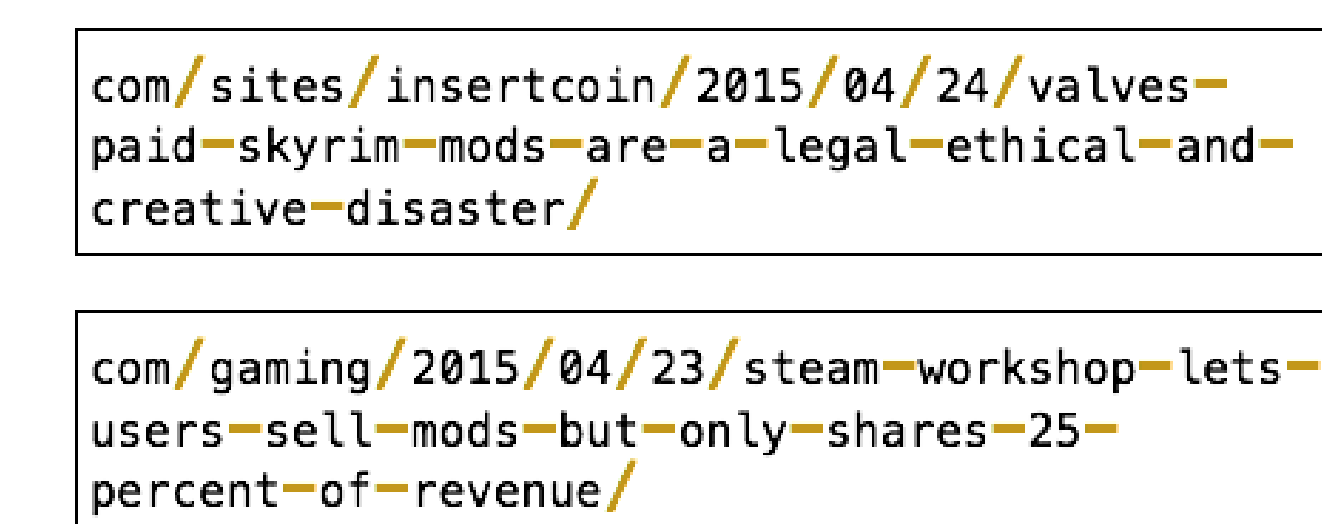 com/sites/insertcoin/2015/04/24/valves-
paid-skyrim-mods-are-a-legal-ethical-and-
creative-disaster/
com/gaming/2015/04/23/steam-workshop-lets-
users-sell-mods-but-only-shares-25-
percent-of-revenue/